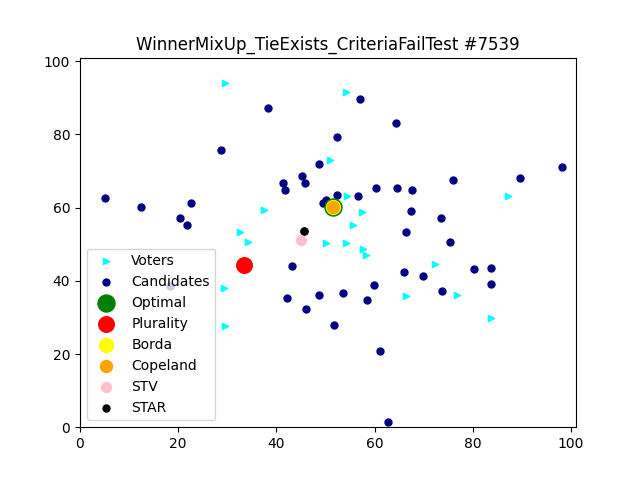 WinnerMixUp_TieExists_CriteriaFailTest #7539
100
80
60
40
20
0
Voters
Candidates
Optimal
Plurality
Borda
Copeland
STV
STAR
0 20 40 60 80 100